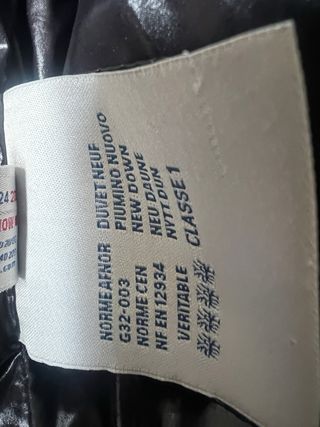 NORME AFNOR DUVET NEUF
G32-003 PIUMINO NUOVO
NORME CEN NEW DOWN
NF EN 12934 NEU DAUNE
NYTT DUN
VERITABLE CLASSE 1
.com